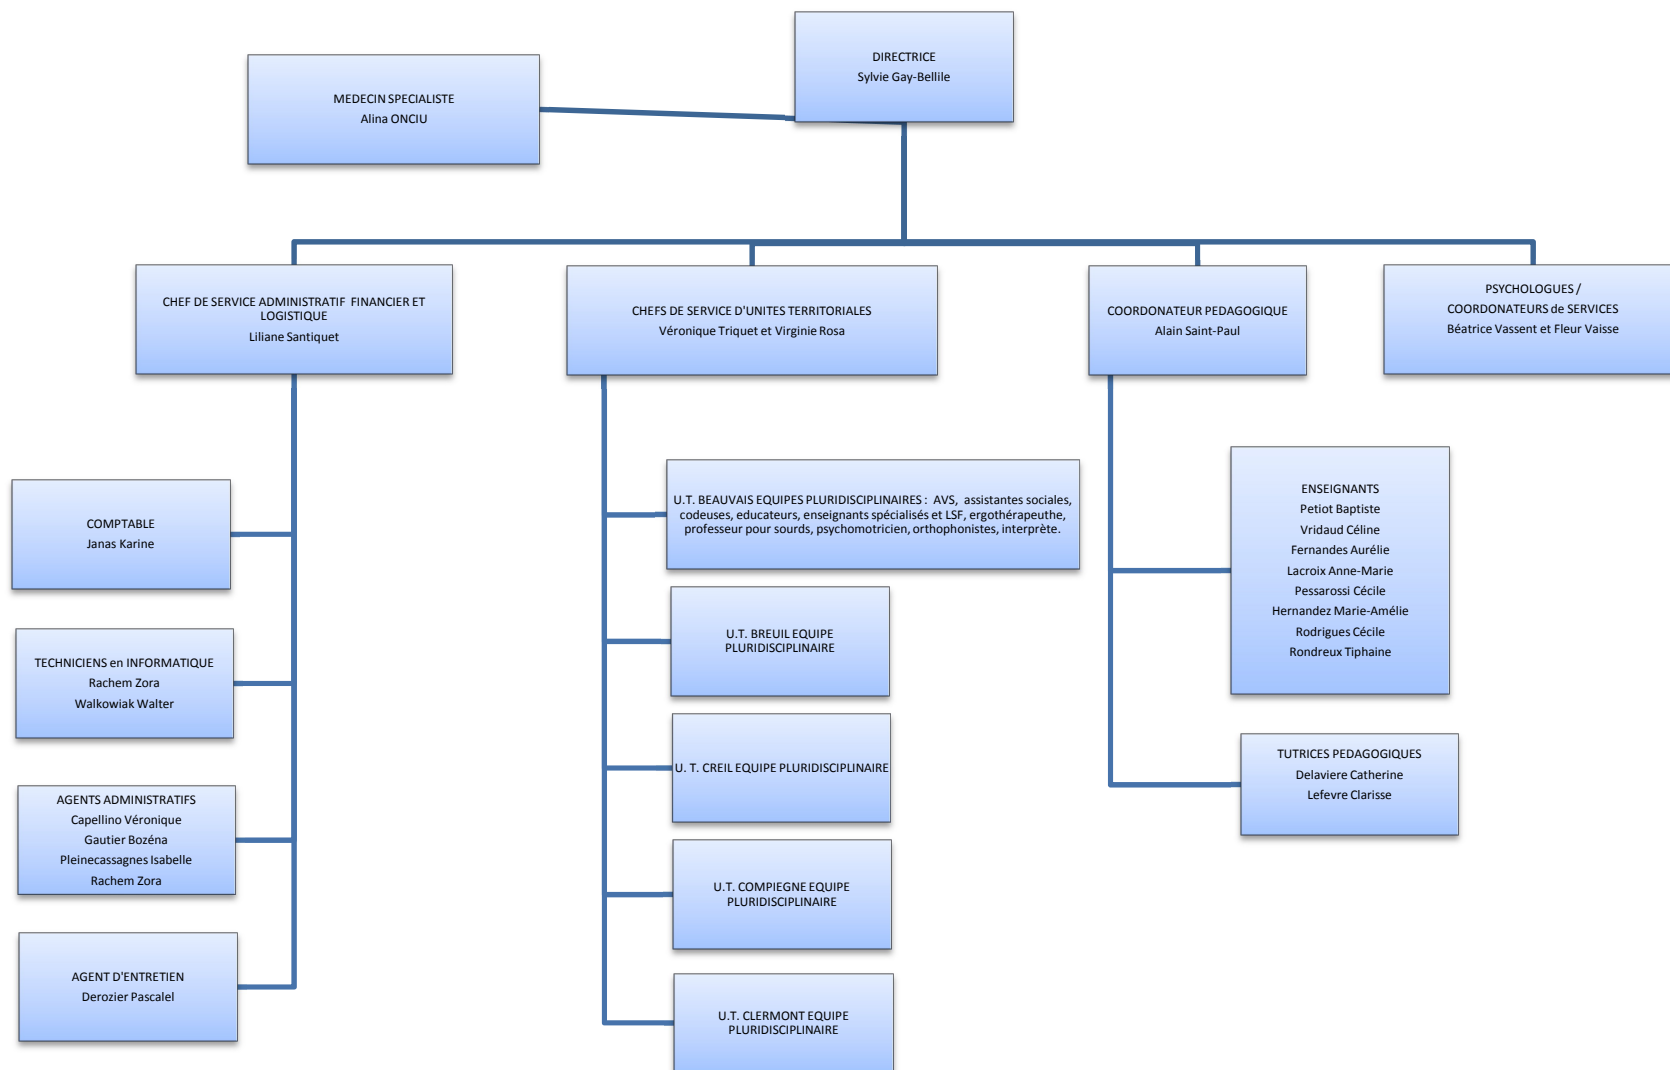 DIRECTRICE
Sylvie Gay-Bellile
MEDECIN SPECIALISTE
Alina ONCIU
CHEF DE SERVICE ADMINISTRATIF  FINANCIER ET
LOGISTIQUE
Liliane Santiquet
CHEFS DE SERVICE D'UNITES TERRITORIALES
Véronique Triquet et Virginie Rosa
COORDONATEUR PEDAGOGIQUE
Alain Saint-Paul
PSYCHOLOGUES /
COORDONATEURS de SERVICES
Béatrice Vassent et Fleur Vaisse
COMPTABLE
Janas Karine
TECHNICIENS en INFORMATIQUE
Rachem Zora
Walkowiak Walter
AGENTS ADMINISTRATIFS
Capellino Véronique
Gautier Bozéna
Pleinecassagnes Isabelle
Rachem Zora
AGENT D'ENTRETIEN
Derozier Pascalel
U.T. BEAUVAIS EQUIPES PLURIDISCIPLINAIRES :  AVS,  assistantes sociales,
codeuses, educateurs, enseignants spécialisés et LSF, ergothérapeuthe,
professeur pour sourds, psychomotricien, orthophonistes, interprète.
U.T. BREUIL EQUIPE
PLURIDISCIPLINAIRE
U. T. CREIL EQUIPE PLURIDISCIPLINAIRE
U.T. COMPIEGNE EQUIPE
PLURIDISCIPLINAIRE
U.T. CLERMONT EQUIPE
PLURIDISCIPLINAIRE
ENSEIGNANTS
Petiot Baptiste
Vridaud Céline
Fernandes Aurélie
Lacroix Anne-Marie
Pessarossi Cécile
Hernandez Marie-Amélie
Rodrigues Cécile
Rondreux Tiphaine
TUTRICES PEDAGOGIQUES
Delaviere Catherine
Lefevre Clarisse